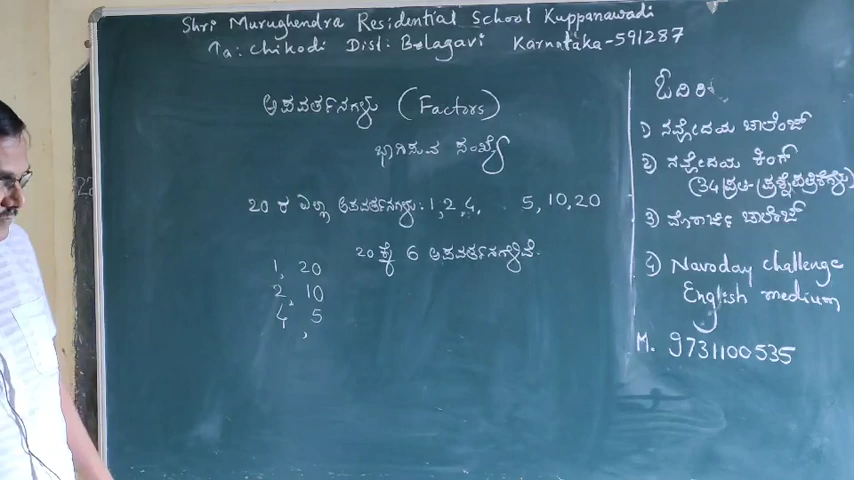 Shri Murughendra Residential School Kuppanawadi
Ta: Chikodi Dist: Belagavi Karnataka-591287
ಅಪವರ್ತನಗಳು (Factors)
ಭಾಗಿಸುವ ಸಂಖ್ಯೆ
20 ರ ಎಲ್ಲಾ ಅಪವರ್ತನಗಳು: 1, 2, 4, 5, 10, 20
20 ಕ್ಕೆ 6 ಅಪವರ್ತನಗಳಿವೆ.
1, 20
2, 10
4, 5
,
ಓದಿರಿ
1) ನವೋದಯ ಚಾಲೆಂಜ್
2) ನವೋದಯ ಕಿಂಗ್
(34 ಪ್ರಶ್ನೆಪತ್ರಿಕೆಗಳು)
3) ಮೊರಾರ್ಜಿ ಚಾಲೆಂಜ್
4) Navoday challenge
English medium
M. 9731100535